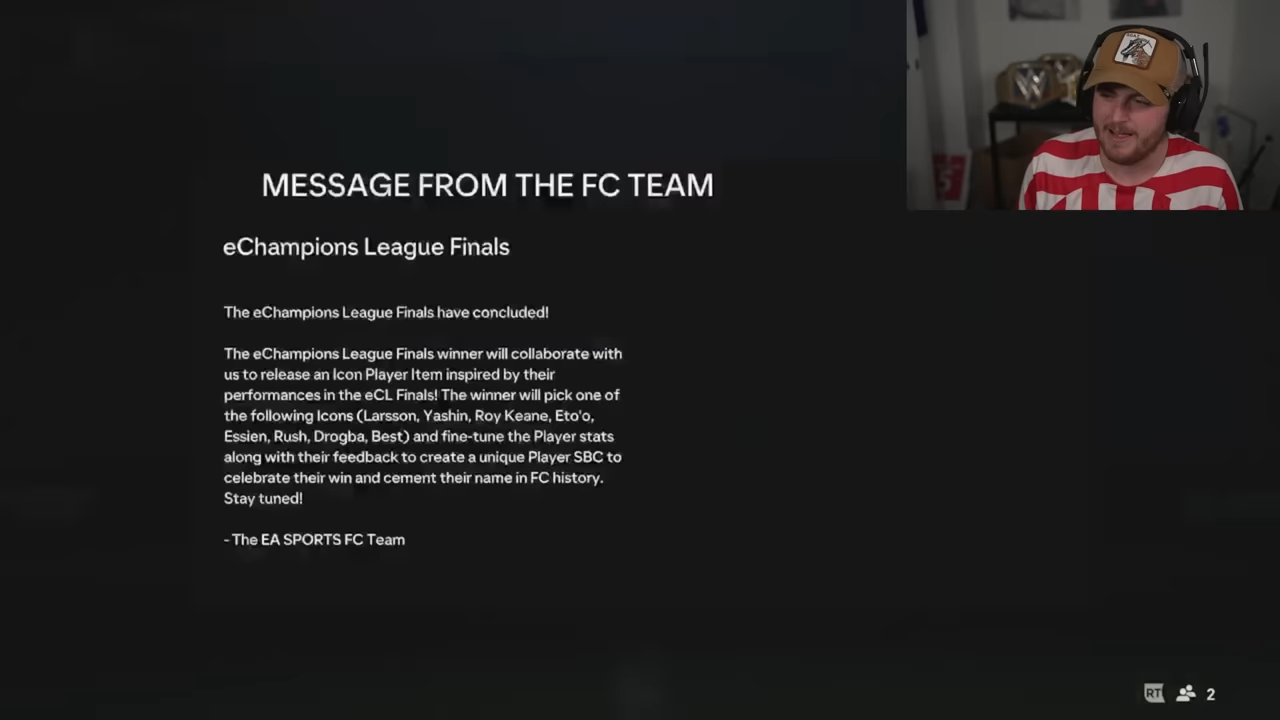 MESSAGE FROM THE FC TEAM
eChampions League Finals
The eChampions League Finals have concluded!
The eChampions League Finals winner will collaborate with
us to release an Icon Player Item inspired by their
performances in the eCL Finals! The winner will pick one of
the following Icons (Larsson, Yashin, Roy Keane, Eto'o,
Essien, Rush, Drogba, Best) and fine-tune the Player stats
along with their feedback to create a unique Player SBC to
celebrate their win and cement their name in FC history.
Stay tuned!
- The EA SPORTS FC Team
RT 2